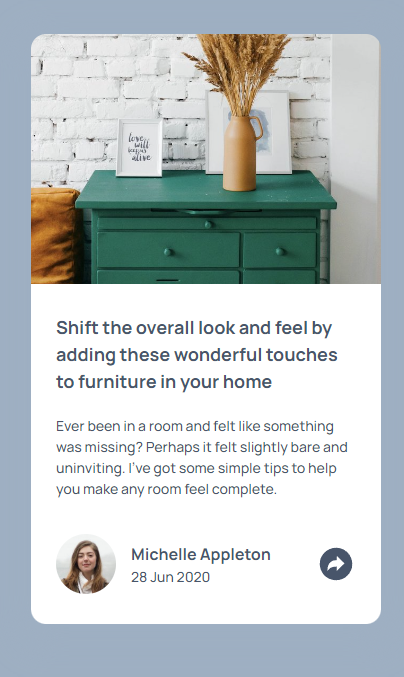 love
will
keep us
alive
Shift the overall look and feel by
adding these wonderful touches
to furniture in your home
Ever been in a room and felt like something
was missing? Perhaps it felt slightly bare and
uninviting. I've got some simple tips to help
you make any room feel complete.
Michelle Appleton
28 Jun 2020